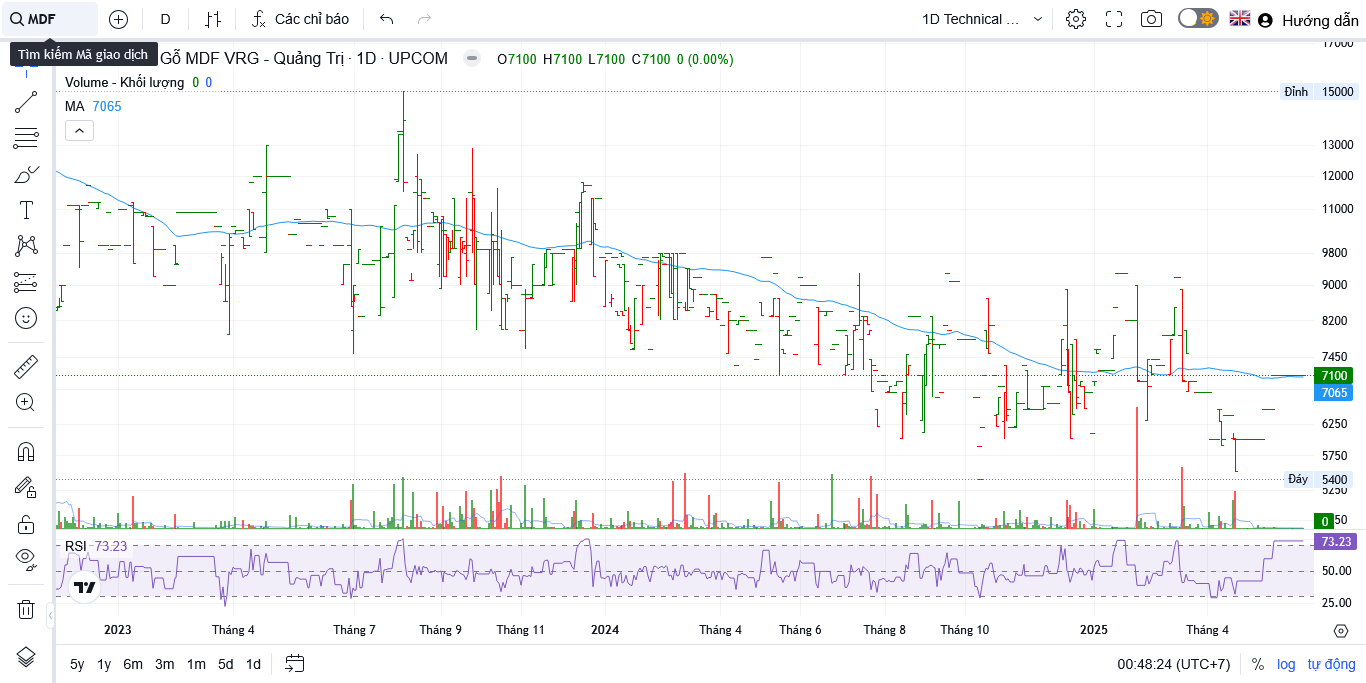 MDF
D
Các chỉ báo
1D Technical ...
Hướng dẫn
Tìm kiếm Mã giao dịch
Gỗ MDF VRG - Quảng Trị · 1D · UPCOM
O7100 H7100 L7100 C7100 0 (0.00%)
Volume - Khối lượng 0 0
MA 7065
17000
Đỉnh 15000
13000
12000
11000
9800
9000
8200
7450
7100
7065
6250
5750
Đáy 5400
5250
0
50
RSI 73.23
73.23
50.00
25.00
2023 Tháng 4 Tháng 7 Tháng 9 Tháng 11 2024 Tháng 4 Tháng 6 Tháng 8 Tháng 10 2025 Tháng 4
5y 1y 6m 3m 1m 5d 1d
00:48:24 (UTC+7) % log tự động